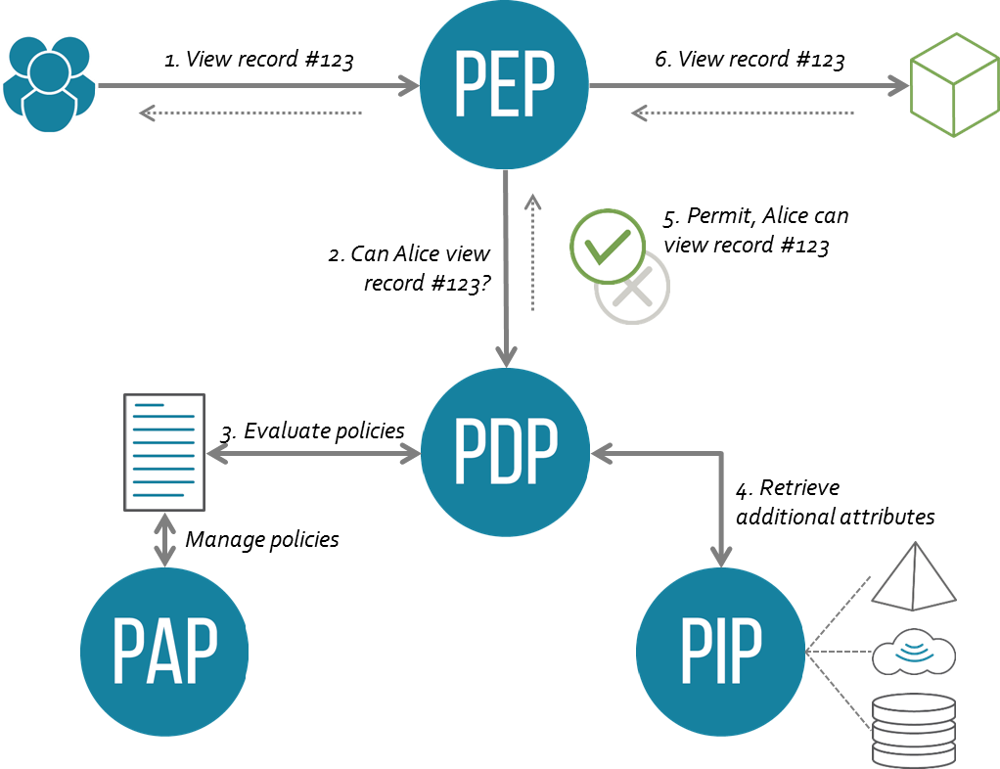 1. View record #123
PEP
6. View record #123
5. Permit, Alice can
view record #123
2. Can Alice view
record #123?
3. Evaluate policies
PDP
4. Retrieve
additional attributes
Manage policies
PAP
PIP